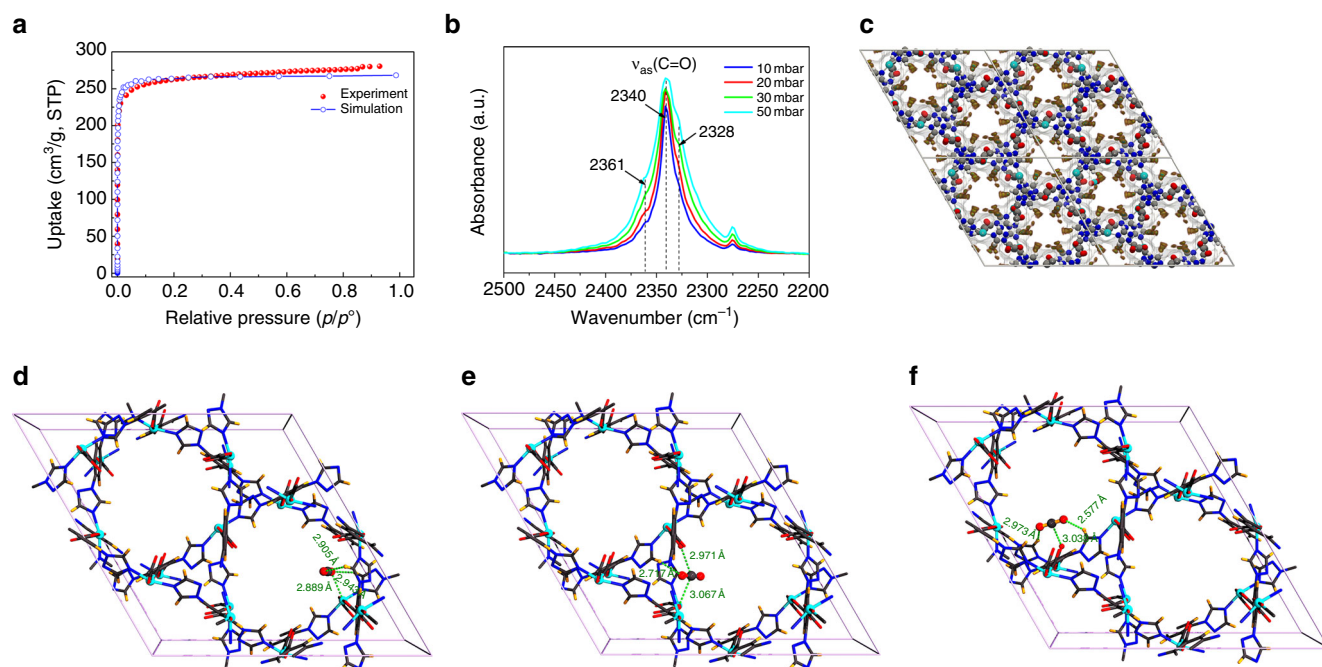 a
300
250
200
150
100
50
0
Uptake (cm³/g, STP)
Experiment
Simulation
0.0 0.2 0.4 0.6 0.8 1.0
Relative pressure (p/p°)
b
Absorbance (a.u.)
νas(C=O)
2340
2361
2328
10 mbar
20 mbar
30 mbar
50 mbar
2500 2450 2400 2350 2300 2250 2200
Wavenumber (cm⁻¹)
c
d
2.905 Å
2.889 Å
e
2.971 Å
3.067 Å
f
2.973 Å
2.577 Å